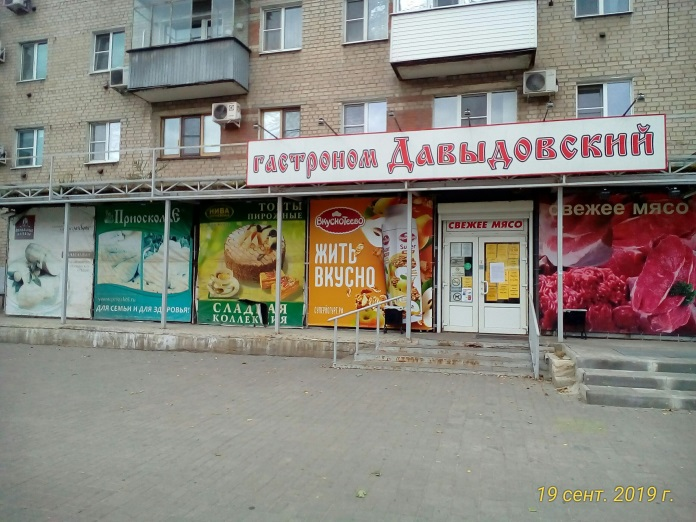 гастроном Давыдовский
Приосколье
ДЛЯ СЕМЬИ И ДЛЯ ЗДОРОВЬЯ!
НИВА
ТОРТЫ
ПИРОЖНЫЕ
СЛАДКАЯ
КОЛЛЕКЦИЯ
Вкуснотеево
ЖИТЬ
ВКУСНО
СВЕЖЕЕ МЯСО
свежее мясо
19 сент. 2019 г.